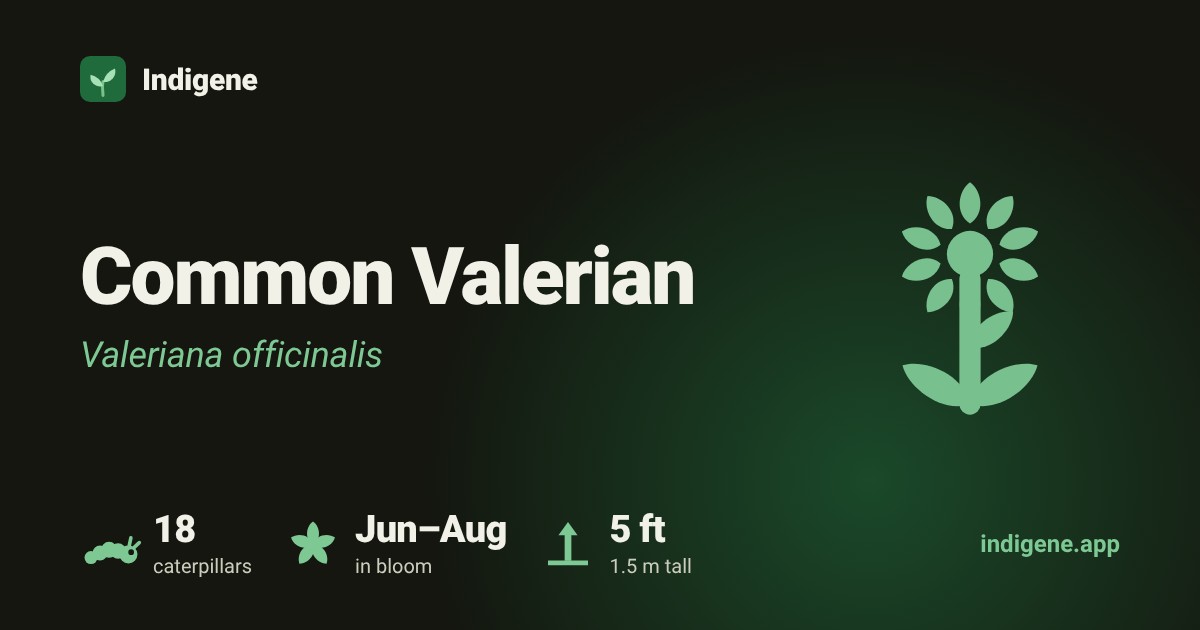 Indigene
Common Valerian
Valeriana officinalis
18
caterpillars
Jun–Aug
in bloom
5 ft
1.5 m tall
indigene.app